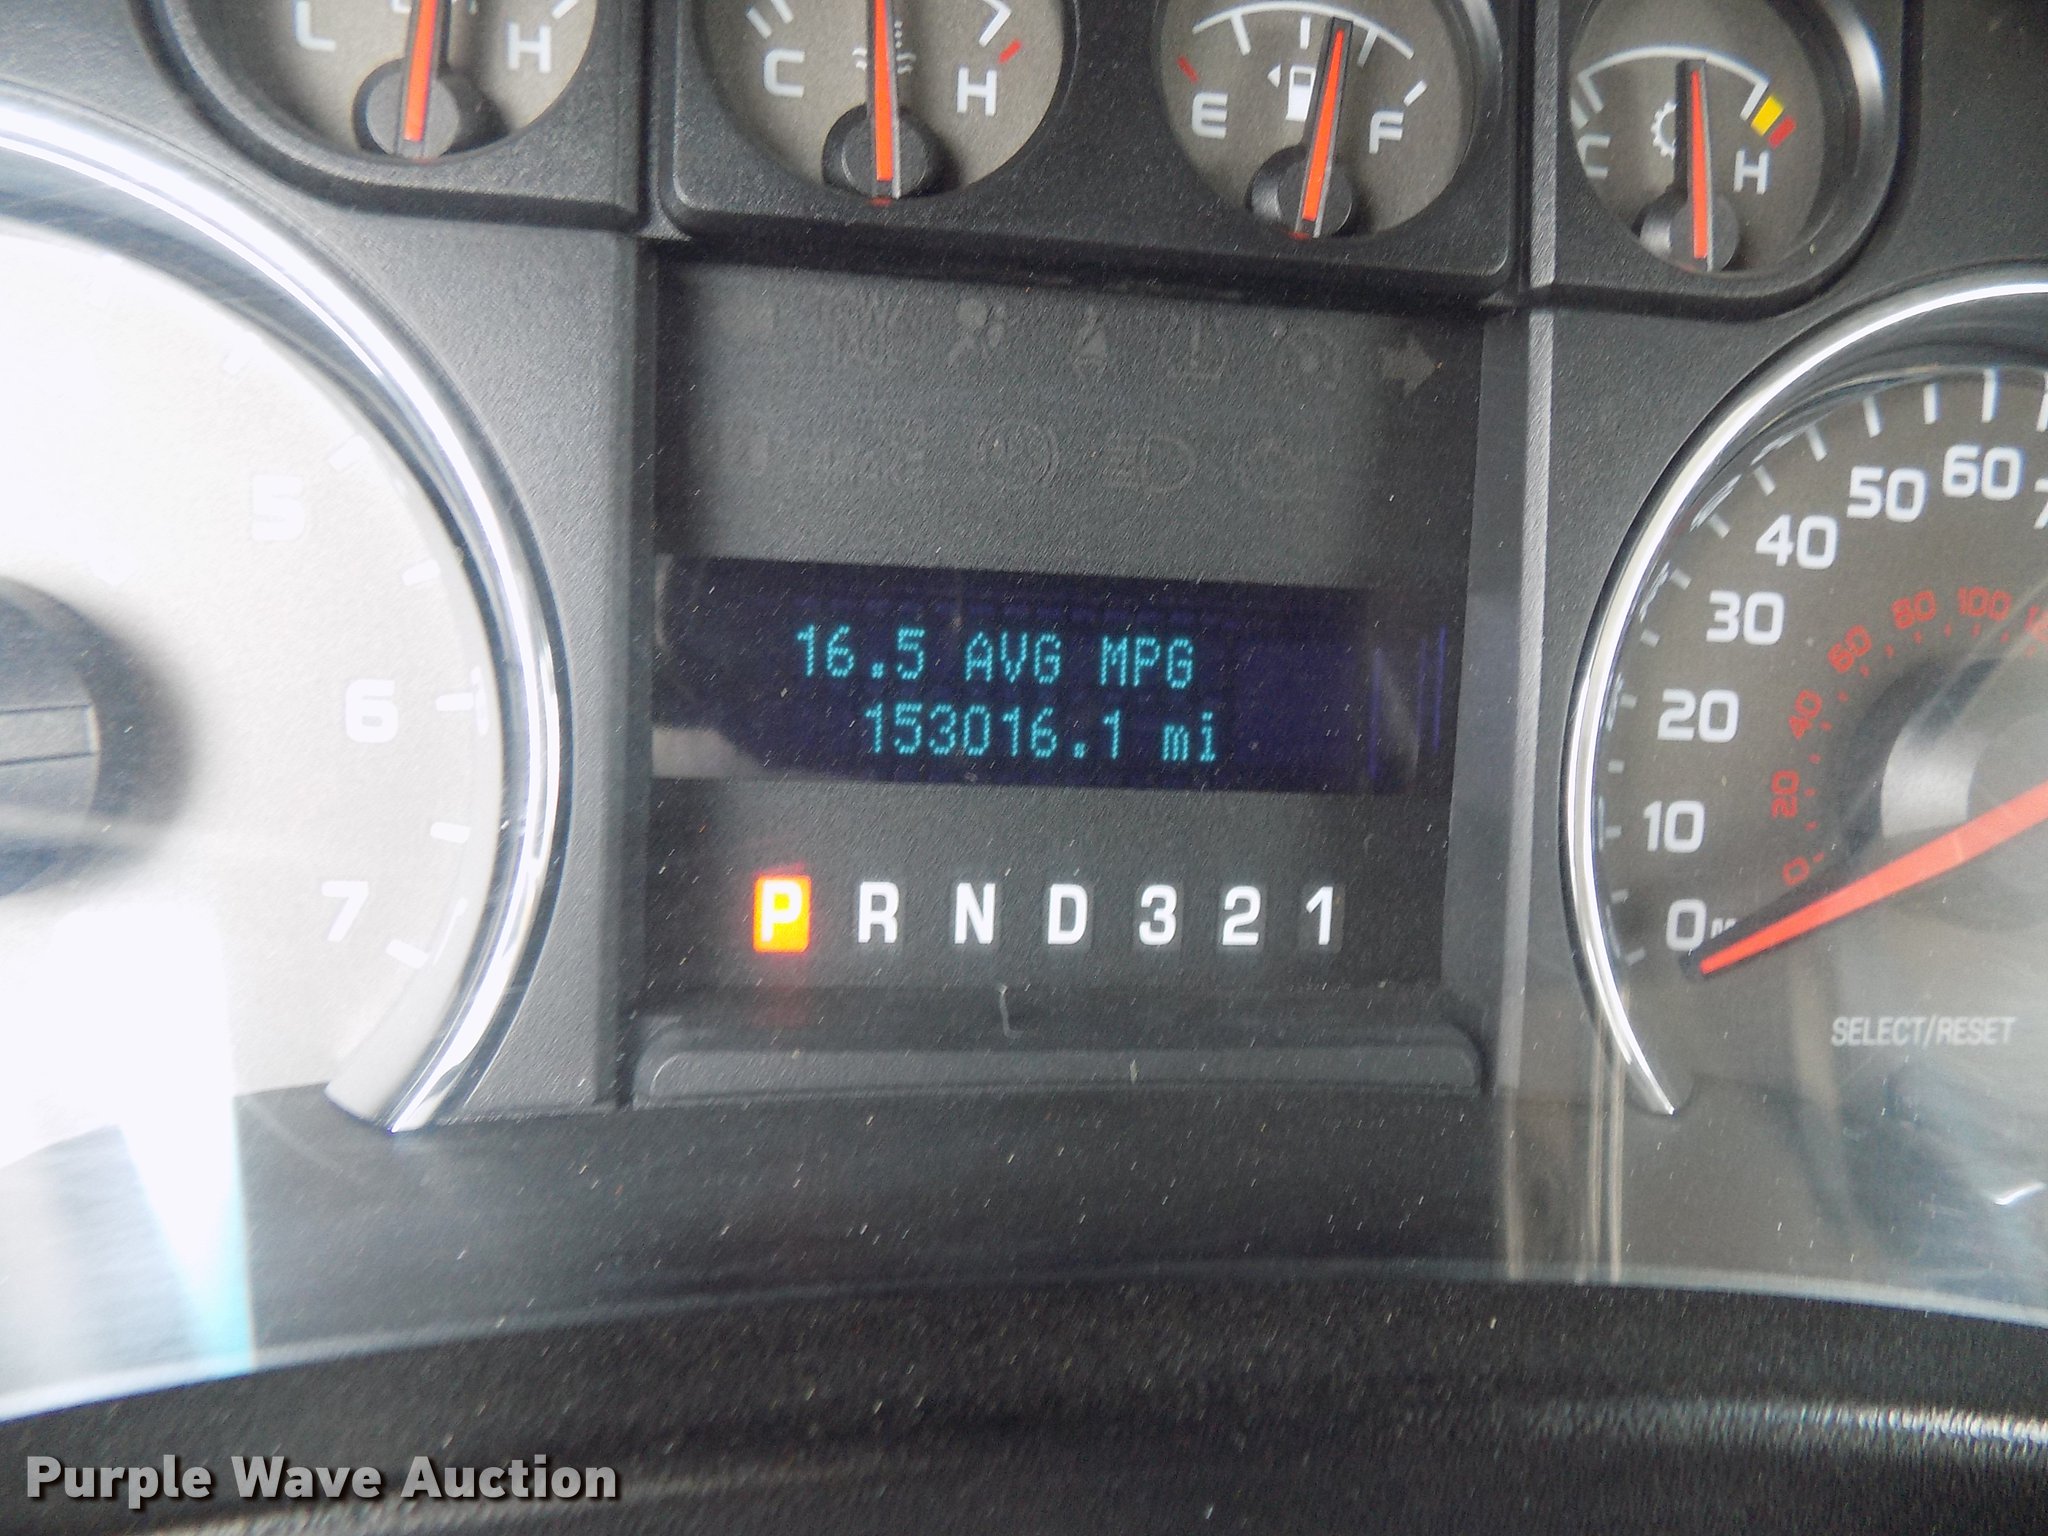 L H
C H
E F
C H
5
6
7
16.5 AVG MPG
153016.1 mi
P R N D 3 2 1
0 10 20 30 40 50 60
0 20 40 60 80 100
SELECT/RESET
Purple Wave Auction